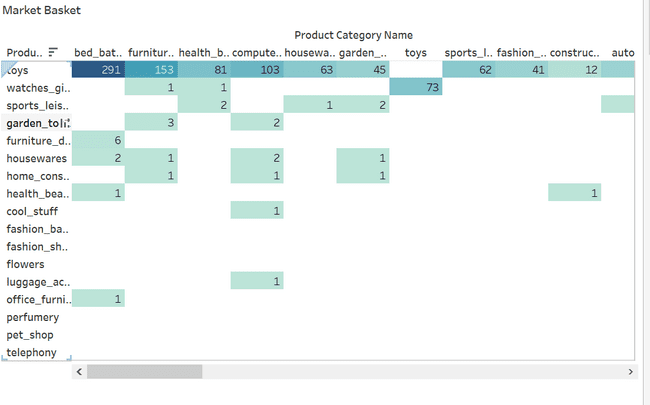 Market Basket
Product Category Name
Produ.. bed_bat.. furnitur.. health_b.. compute.. housewa.. garden_.. toys sports_l.. fashion_.. construc.. auto
toys 291 153 81 103 63 45 62 41 12
watches_gi.. 1 1 73
sports_leis.. 2 1 2
garden_to 3 2
furniture_d.. 6
housewares 2 1 2 1
home_cons.. 1 1 1
health_bea.. 1 1
cool_stuff 1
fashion_ba..
fashion_sh..
flowers
luggage_ac.. 1
office_furni.. 1
perfumery
pet_shop
telephony